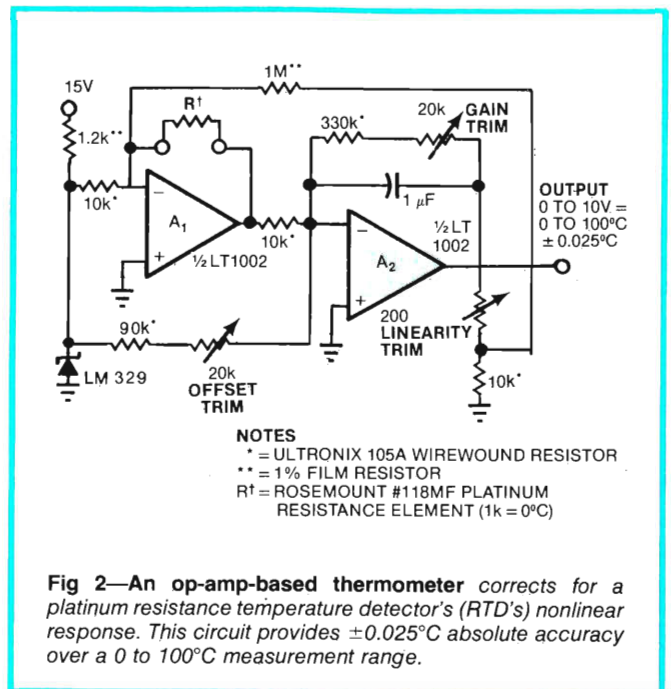 1M**
15V
R†
1.2k**
330k*
20k GAIN
TRIM
1 µF
OUTPUT
0 TO 10V =
0 TO 100°C
± 0.025°C
10k*
−
A1
+
½ LT1002
10k*
−
A2
+
½ LT
1002
200
LINEARITY
TRIM
90k*
20k
OFFSET
TRIM
LM 329
10k*
NOTES
* = ULTRONIX 105A WIREWOUND RESISTOR
** = 1% FILM RESISTOR
R† = ROSEMOUNT #118MF PLATINUM
RESISTANCE ELEMENT (1k = 0°C)
Fig 2—An op-amp-based thermometer corrects for a
platinum resistance temperature detector's (RTD's) nonlinear
response. This circuit provides ±0.025°C absolute accuracy
over a 0 to 100°C measurement range.